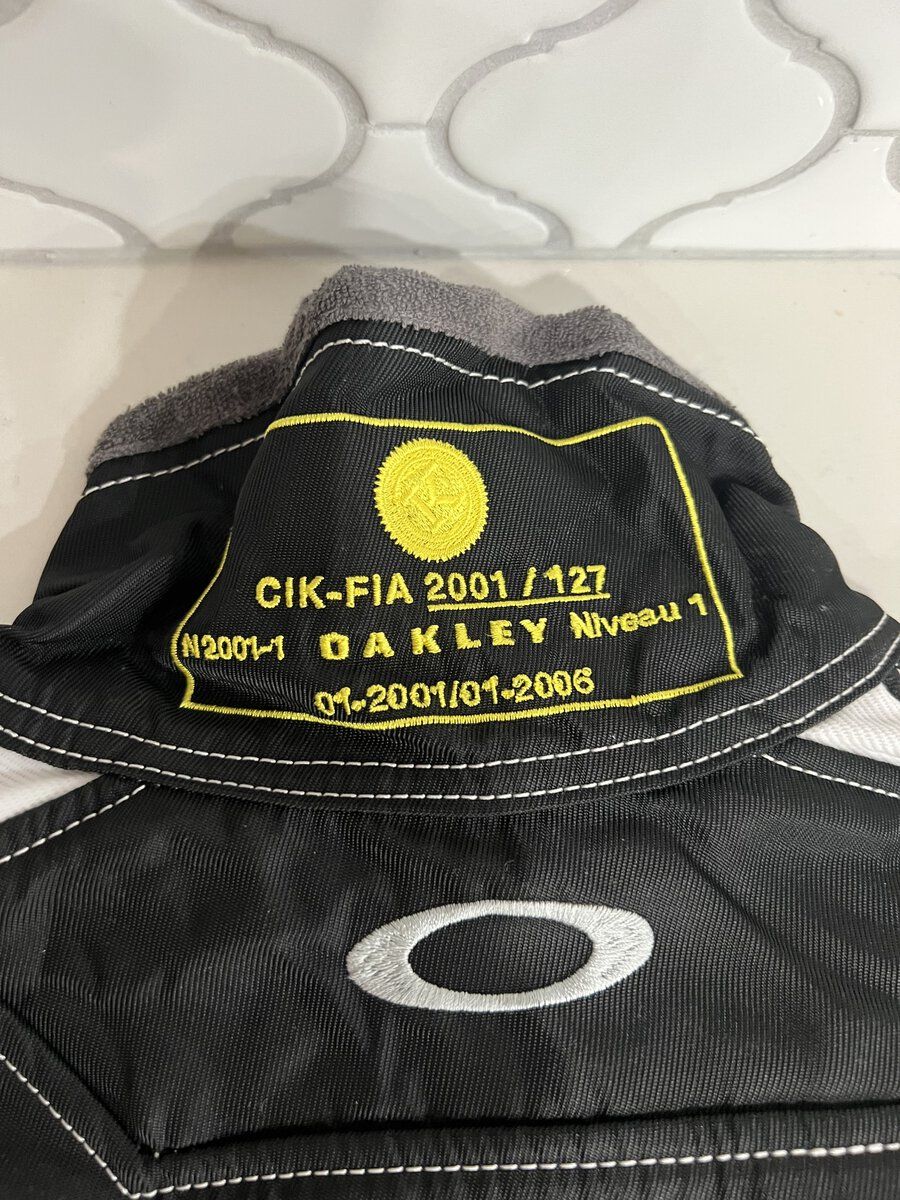 K
CIK-FIA 2001 / 127
N2001-1 OAKLEY Niveau 1
01-2001/01-2006